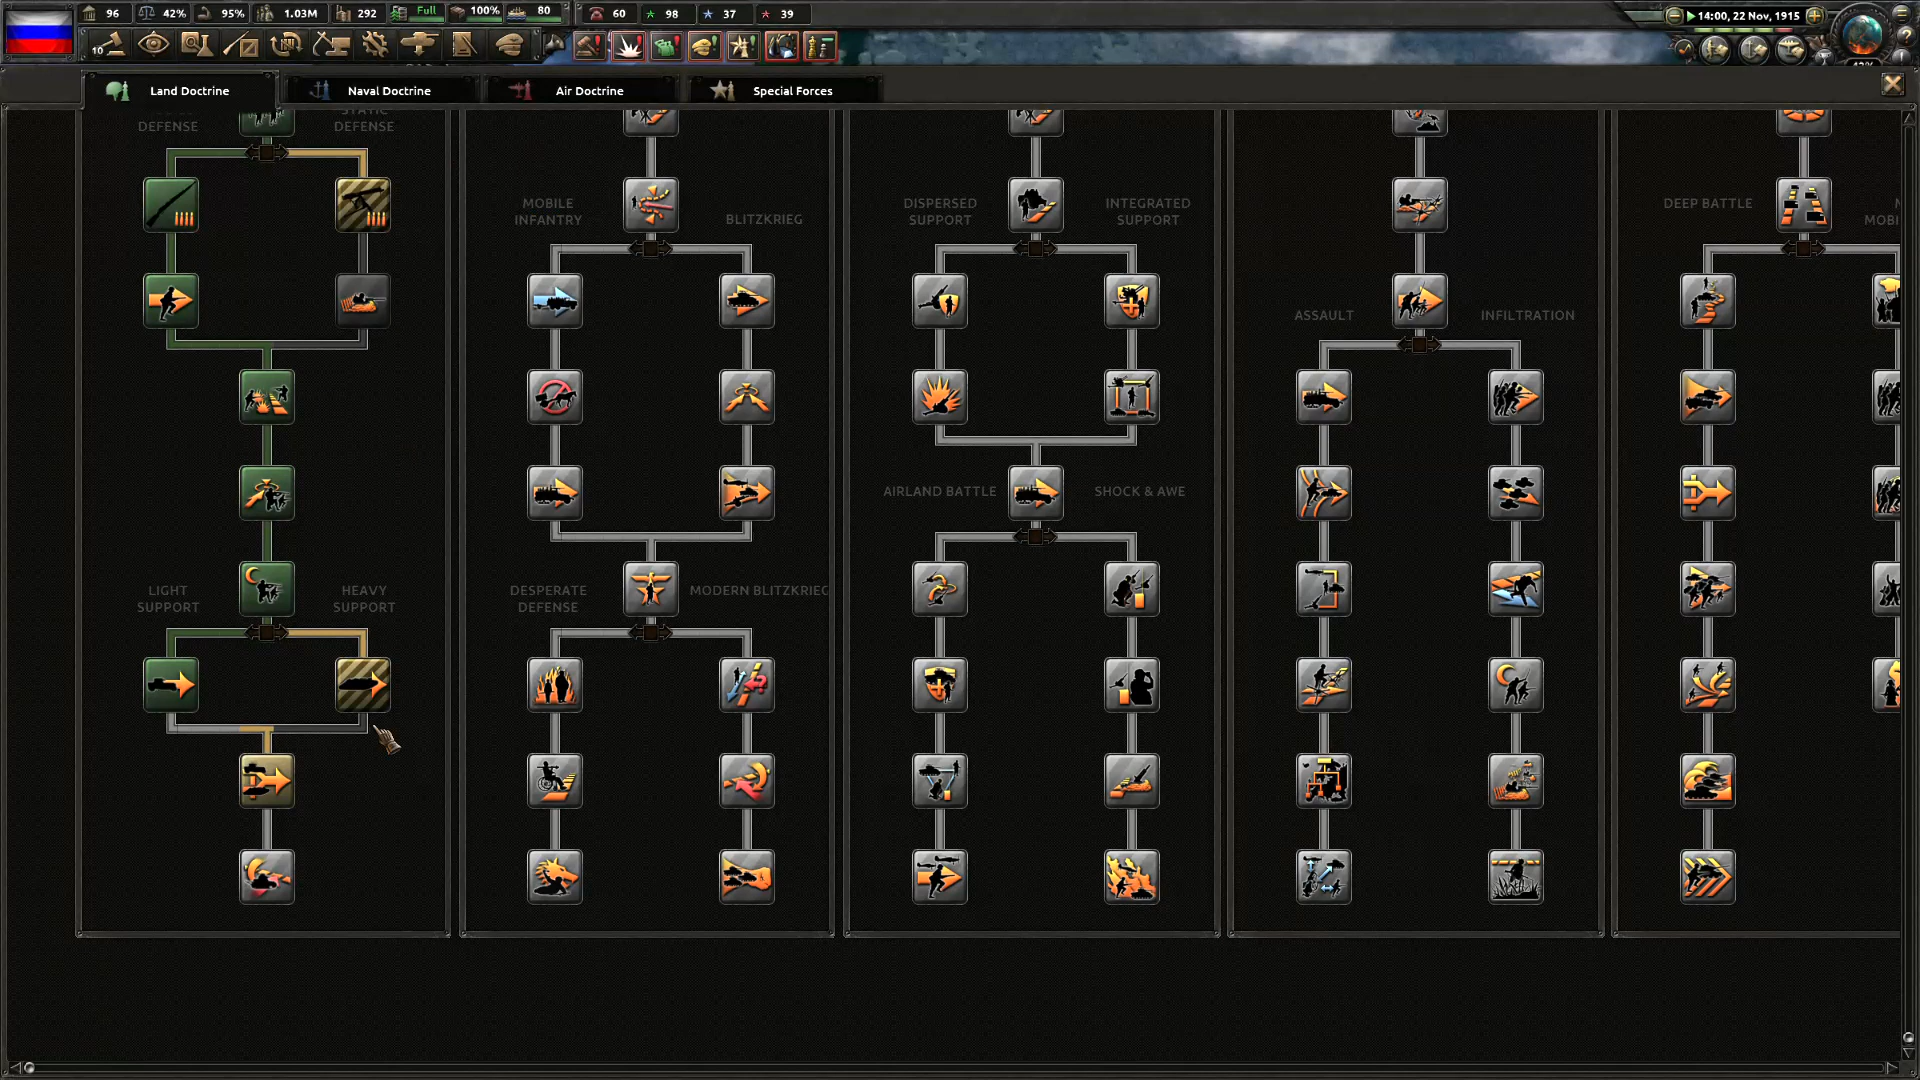 96 42% 95% 1.03M 292 Full 100% 80 60 98 37 39 14:00, 22 Nov, 1915
10
Land Doctrine Naval Doctrine Air Doctrine Special Forces
DEFENSE
STATIC
DEFENSE
MOBILE
INFANTRY
BLITZKRIEG
DISPERSED
SUPPORT
INTEGRATED
SUPPORT
DEEP BATTLE
MOBI
ASSAULT
INFILTRATION
AIRLAND BATTLE
SHOCK & AWE
LIGHT
SUPPORT
HEAVY
SUPPORT
DESPERATE
DEFENSE
MODERN BLITZKRIEG